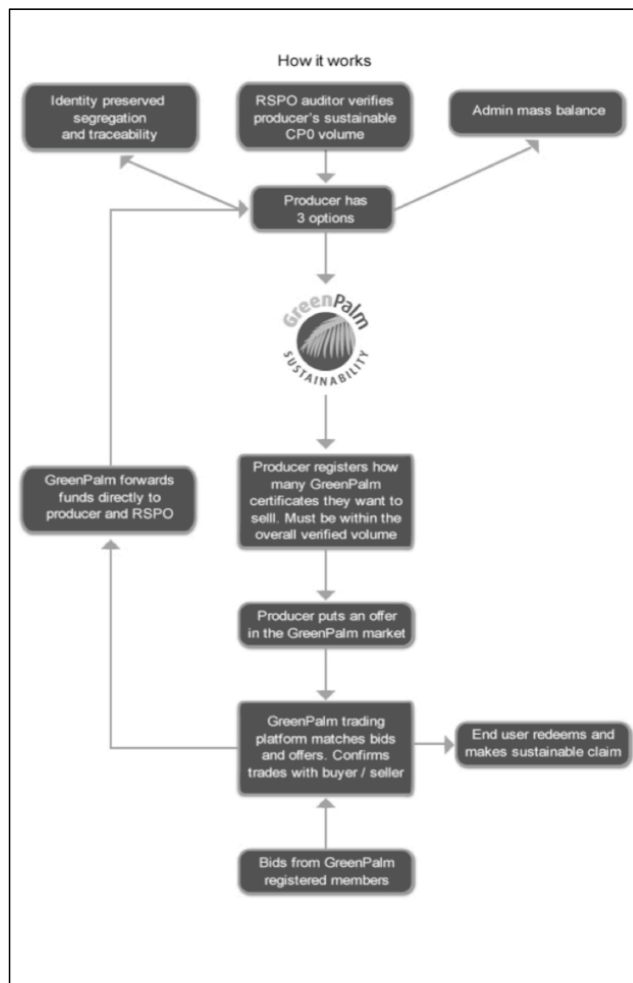 How it works
Identity preserved
segregation
and traceability
RSPO auditor verifies
producer's sustainable
CP0 volume
Admin mass balance
Producer has
3 options
GreenPalm
SUSTAINABILITY
GreenPalm forwards
funds directly to
producer and RSPO
Producer registers how
many GreenPalm
certificates they want to
selll. Must be within the
overall verified volume
Producer puts an offer
in the GreenPalm market
GreenPalm trading
platform matches bids
and offers. Confirms
trades with buyer / seller
End user redeems and
makes sustainable claim
Bids from GreenPalm
registered members